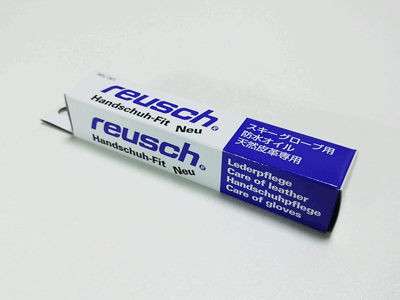 reusch
Handschuh-Fit Neu
スキーグローブ用
防水オイル
天然皮革専用
reusch
Handschuh-Fit Neu
Lederpflege
Care of leather
Handschuhpflege
Care of gloves